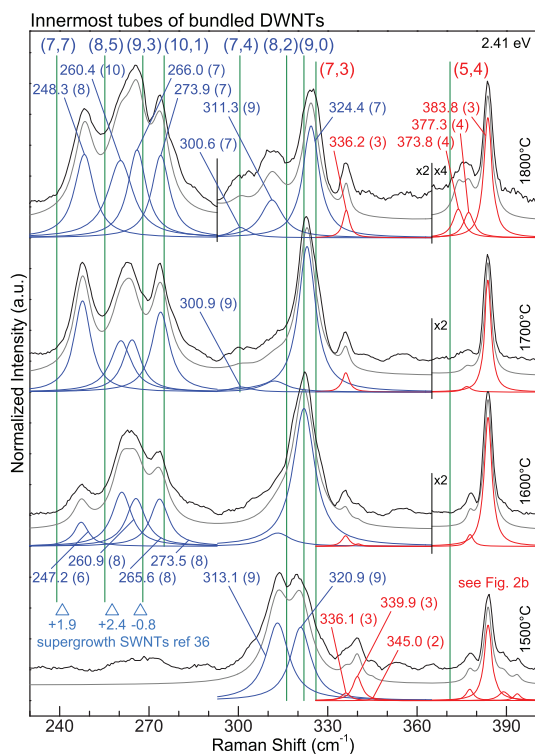 Innermost tubes of bundled DWNTs
2.41 eV
(7,7) (8,5) (9,3) (10,1) (7,4) (8,2) (9,0)
(7,3) (5,4)
260.4 (10) 266.0 (7)
248.3 (8) 273.9 (7)
311.3 (9) 324.4 (7) 383.8 (3)
377.3 (4)
300.6 (7) 336.2 (3) 373.8 (4)
x2 x4
1800°C
300.9 (9)
x2
1700°C
x2
1600°C
247.2 (6) 260.9 (8) 265.6 (8) 273.5 (8)
313.1 (9) 320.9 (9)
see Fig. 2b
336.1 (3) 339.9 (3)
345.0 (2)
1500°C
+1.9 +2.4 -0.8
supergrowth SWNTs ref 36
Normalized Intensity (a.u.)
240 270 300 330 360 390
Raman Shift (cm⁻¹)